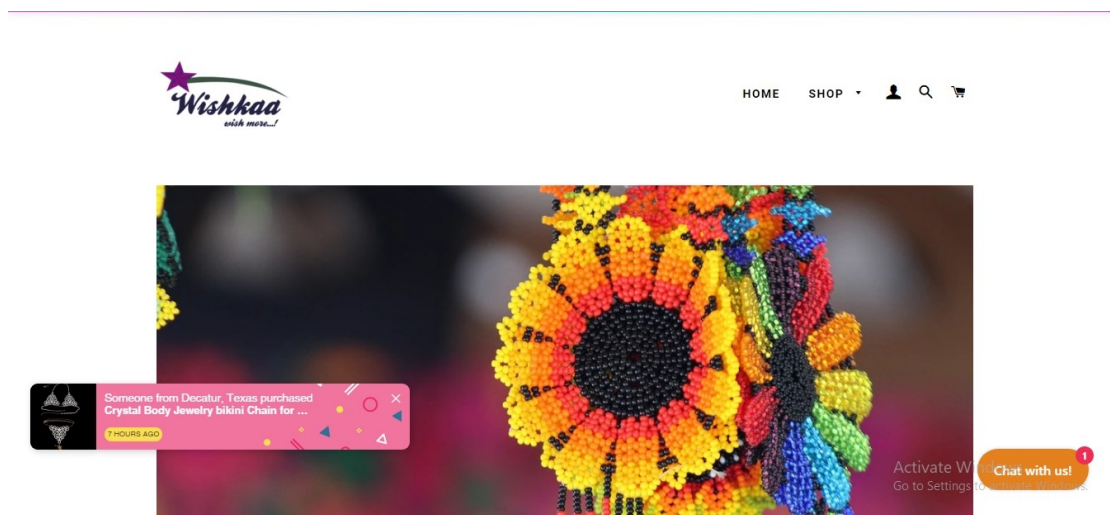 Wishkaa
wish more...!
HOME SHOP
Someone from Decatur, Texas purchased
Crystal Body Jewelry bikini Chain for ...
7 HOURS AGO
1
Chat with us!
Activate Windows
Go to Settings to activate Windows.